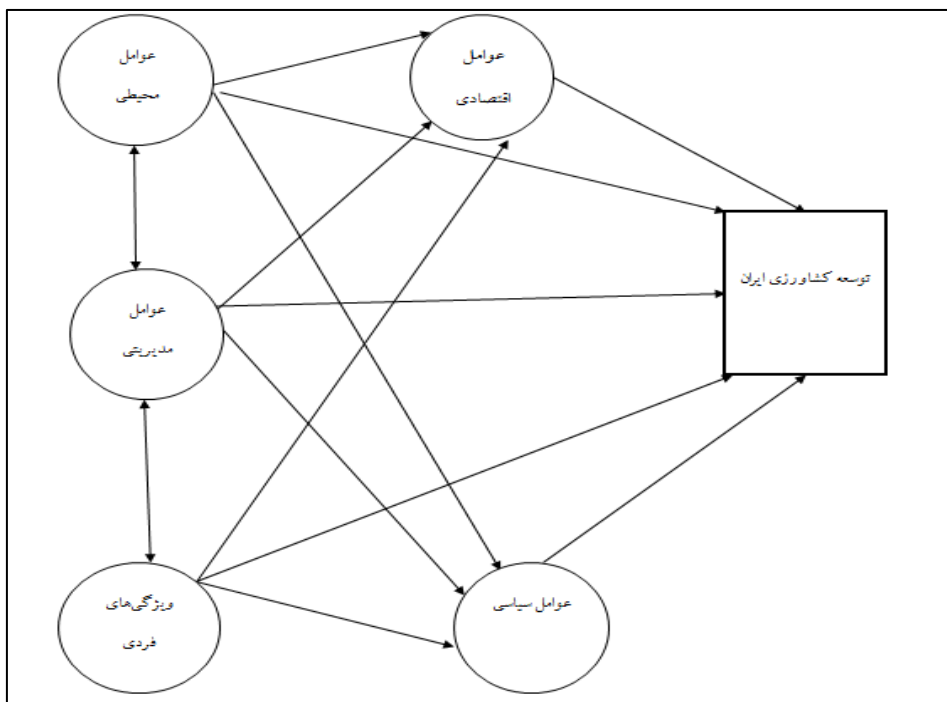 عوامل
محیطی
عوامل
اقتصادی
توسعه کشاورزی ایران
عوامل
مدیریتی
ویژگی‌های
فردی
عوامل سیاسی